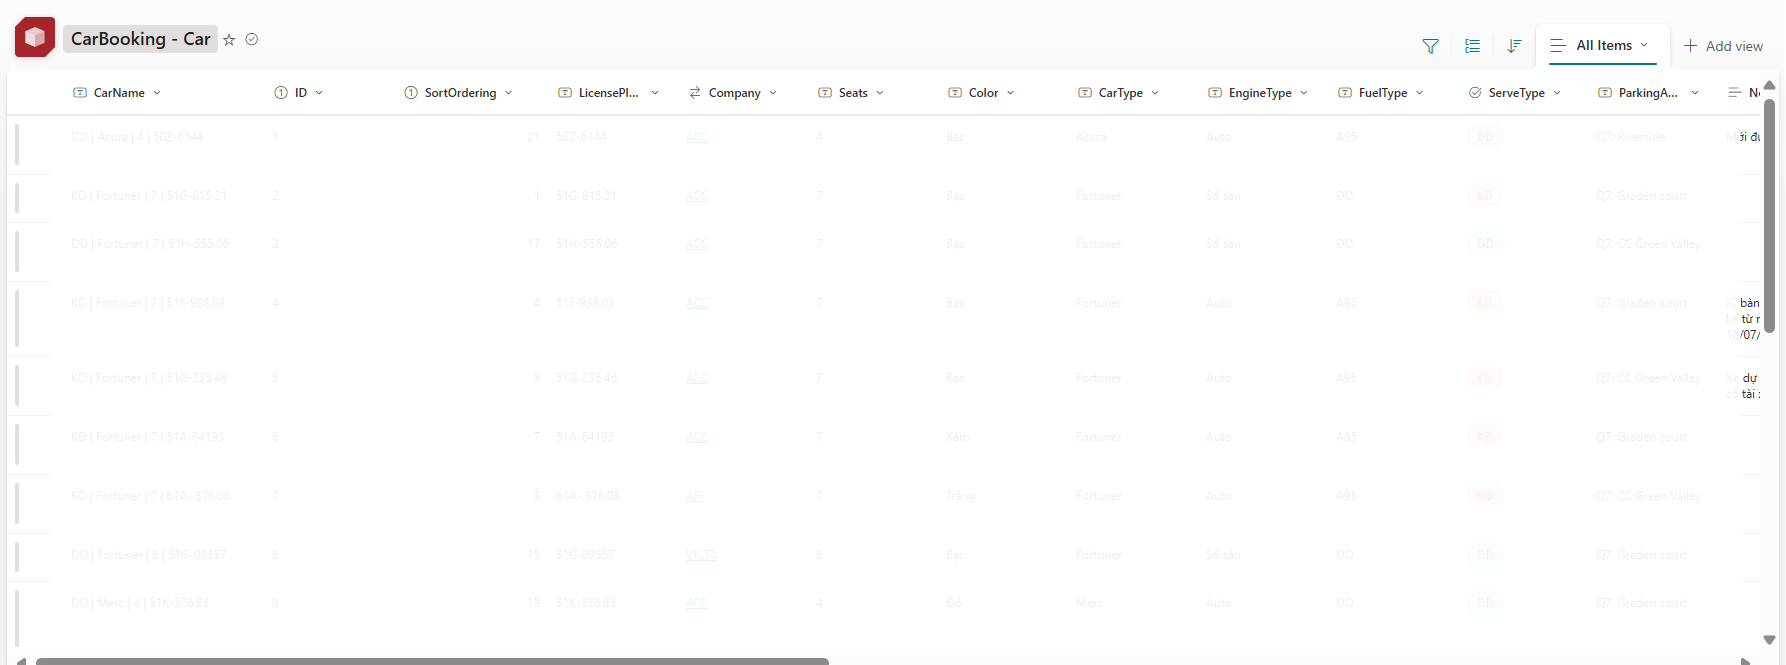 CarBooking - Car
All Items
Add view
CarName ID SortOrdering LicensePl... Company Seats Color CarType EngineType FuelType ServeType ParkingA...
DD | Acura | 4 | 50Z-6144 1 21 50Z-6144 ACC 4 Bạc Acura Auto A95 DD Q7: Riverside
KD | Fortuner | 7 | 51G-815.21 2 1 51G-815.21 ACC 7 Bạc Fortuner Số sàn DO KD Q7: Graden court
DD | Fortuner | 7 | 51H-555.06 3 17 51H-555.06 ACC 7 Bạc Fortuner Số sàn DO DD Q7: CC Green Valley
KD | Fortuner | 7 | 51F-938.03 4 4 51F-938.03 ACC 7 Bạc Fortuner Auto A95 KD Q7: Graden court bàn
từ
18/07/
KD | Fortuner | 7 | 51G-235.46 5 5 51G-235.46 ACC 7 Bạc Fortuner Auto A95 KD Q7: CC Green Valley Xe dự
có tài
KD | Fortuner | 7 | 51A-64193 6 7 51A-64193 ACC 7 Xám Fortuner Auto A95 KD Q7: Graden court
KD | Fortuner | 7 | 61A- 376.08 7 3 61A- 376.08 AFI 7 Trắng Fortuner Auto A95 KD Q7: CC Green Valley
DD | Fortuner | 8 | 51G-09357 8 15 51G-09357 VICTA 8 Bạc Fortuner Số sàn DO DD Q7: Graden court
DD | Merc | 4 | 51K-326.83 9 19 51K-326.83 ACC 4 Đỏ Merc Auto DO DD Q7: Graden court